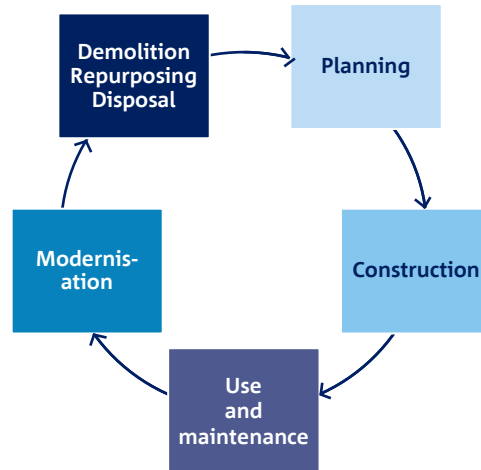 Demolition
Repurposing
Disposal
Planning
Construction
Use
and
maintenance
Modernis-
ation